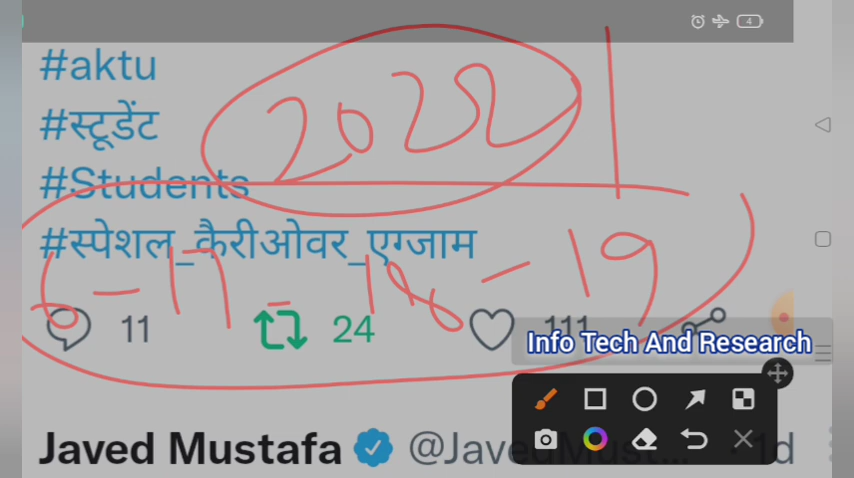 4
#aktu
2022
#स्टूडेंट
#Students
#स्पेशल_कैरीओवर_एग्जाम
6-17-18-19
11 24 111
Info Tech And Research
Javed Mustafa @JavedMust... · 1d